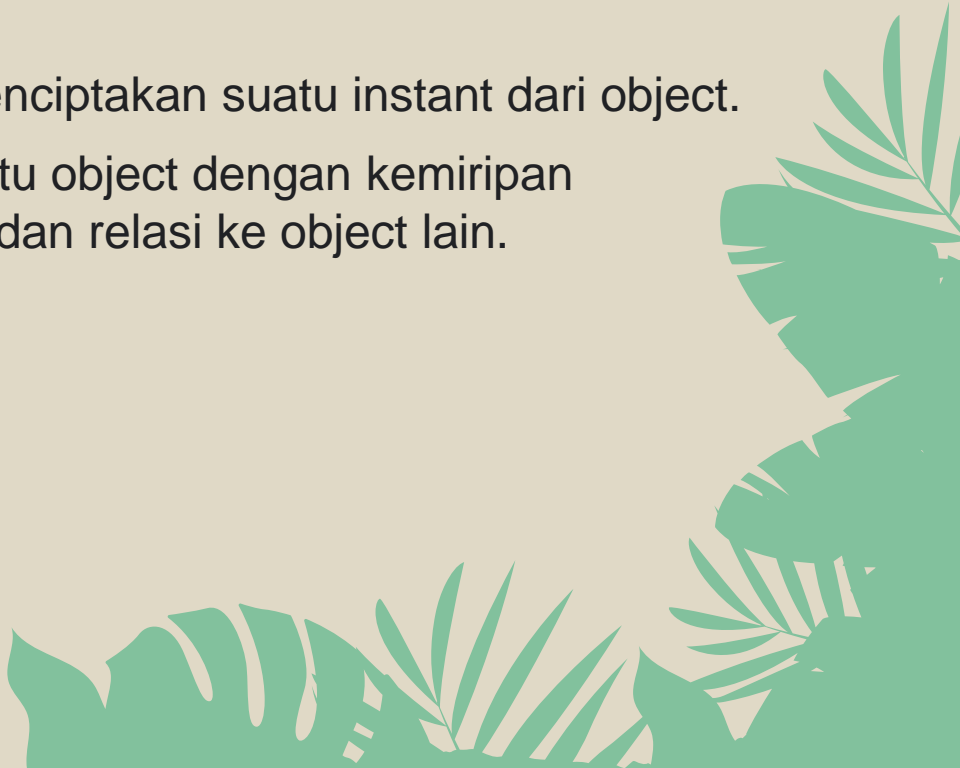 enciptakan suatu instant dari object.
tu object dengan kemiripan
dan relasi ke object lain.